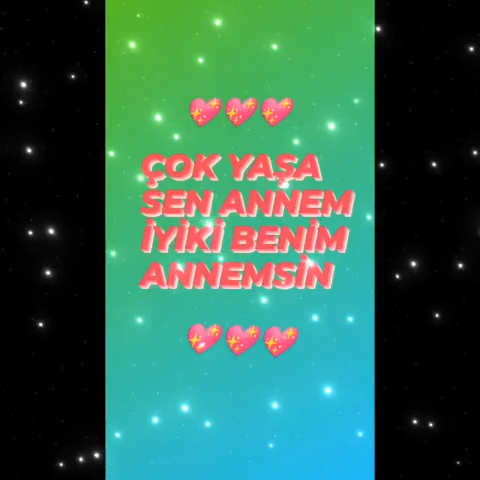 💖💖💖
ÇOK YAŞA
SEN ANNEM
İYİKİ BENİM
ANNEMSİN
💖💖💖